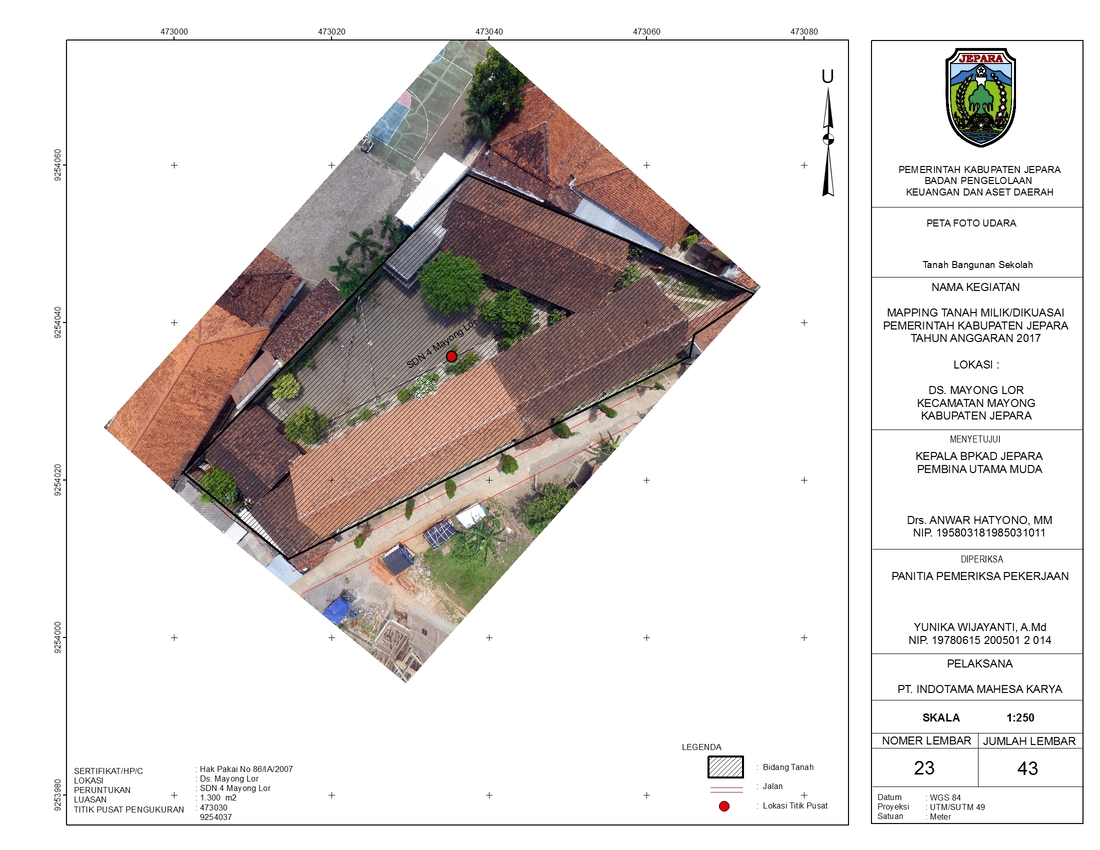 473000 473020 473040 473060 473080
9254060
9254040
9254020
9254000
9253980
U
SDN 4 Mayong Lor
SERTIFIKAT/HP/C : Hak Pakai No 86/IA/2007
LOKASI : Ds. Mayong Lor
PERUNTUKAN : SDN 4 Mayong Lor
LUASAN : 1.300 m2
TITIK PUSAT PENGUKURAN : 473030
9254037
LEGENDA
: Bidang Tanah
: Jalan
: Lokasi Titik Pusat
JEPARA
PEMERINTAH KABUPATEN JEPARA
BADAN PENGELOLAAN
KEUANGAN DAN ASET DAERAH
PETA FOTO UDARA
Tanah Bangunan Sekolah
NAMA KEGIATAN
MAPPING TANAH MILIK/DIKUASAI
PEMERINTAH KABUPATEN JEPARA
TAHUN ANGGARAN 2017
LOKASI :
DS. MAYONG LOR
KECAMATAN MAYONG
KABUPATEN JEPARA
MENYETUJUI
KEPALA BPKAD JEPARA
PEMBINA UTAMA MUDA
Drs. ANWAR HATYONO, MM
NIP. 195803181985031011
DIPERIKSA
PANITIA PEMERIKSA PEKERJAAN
YUNIKA WIJAYANTI, A.Md
NIP. 19780615 200501 2 014
PELAKSANA
PT. INDOTAMA MAHESA KARYA
SKALA 1:250
NOMER LEMBAR JUMLAH LEMBAR
23 43
Datum : WGS 84
Proyeksi : UTM/SUTM 49
Satuan : Meter